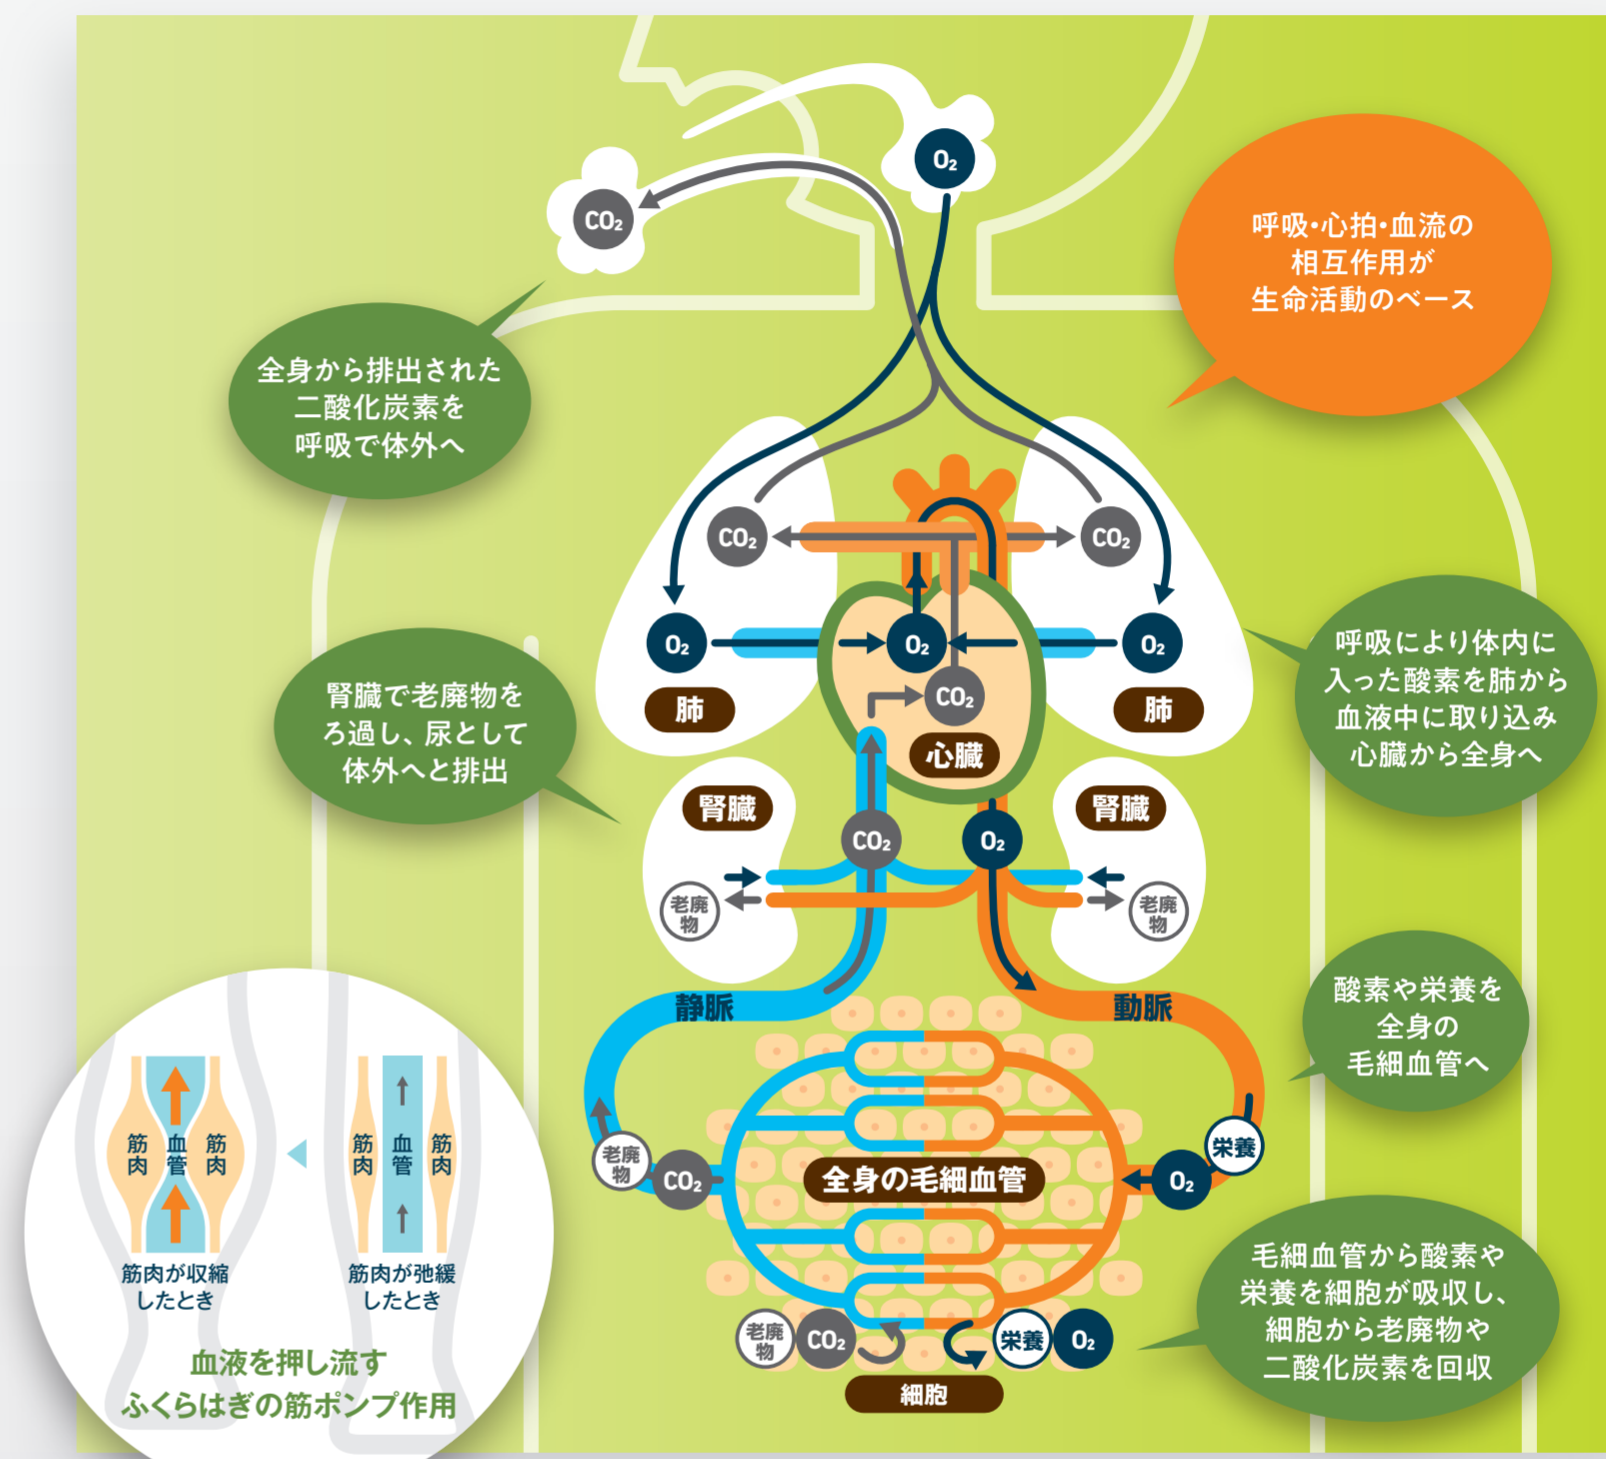 O₂
CO₂
呼吸・心拍・血流の
相互作用が
生命活動のベース
全身から排出された
二酸化炭素を
呼吸で体外へ
CO₂
CO₂
O₂
O₂
O₂
CO₂
肺
肺
心臓
呼吸により体内に
入った酸素を肺から
血液中に取り込み
心臓から全身へ
腎臓で老廃物を
ろ過し、尿として
体外へと排出
腎臓
腎臓
CO₂
O₂
老廃
物
老廃
物
静脈
動脈
酸素や栄養を
全身の
毛細血管へ
老廃
物
CO₂
全身の毛細血管
O₂
栄養
筋肉
血管
筋肉
筋肉
血管
筋肉
筋肉が収縮
したとき
筋肉が弛緩
したとき
血液を押し流す
ふくらはぎの筋ポンプ作用
老廃
物
CO₂
栄養
O₂
細胞
毛細血管から酸素や
栄養を細胞が吸収し、
細胞から老廃物や
二酸化炭素を回収